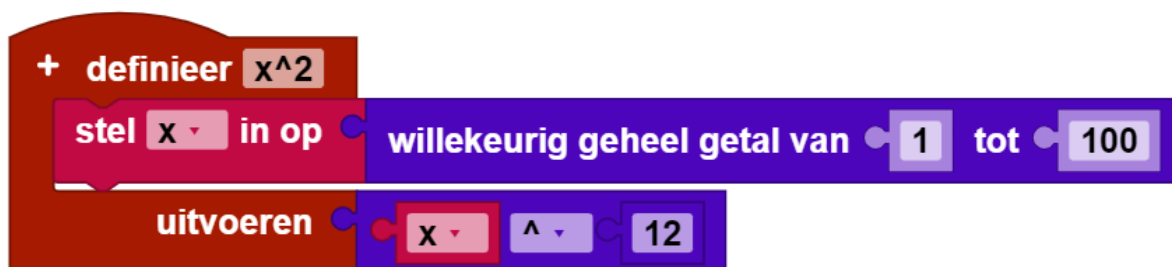 + definieer x^2
stel x in op willekeurig geheel getal van 1 tot 100
uitvoeren x ^ 12